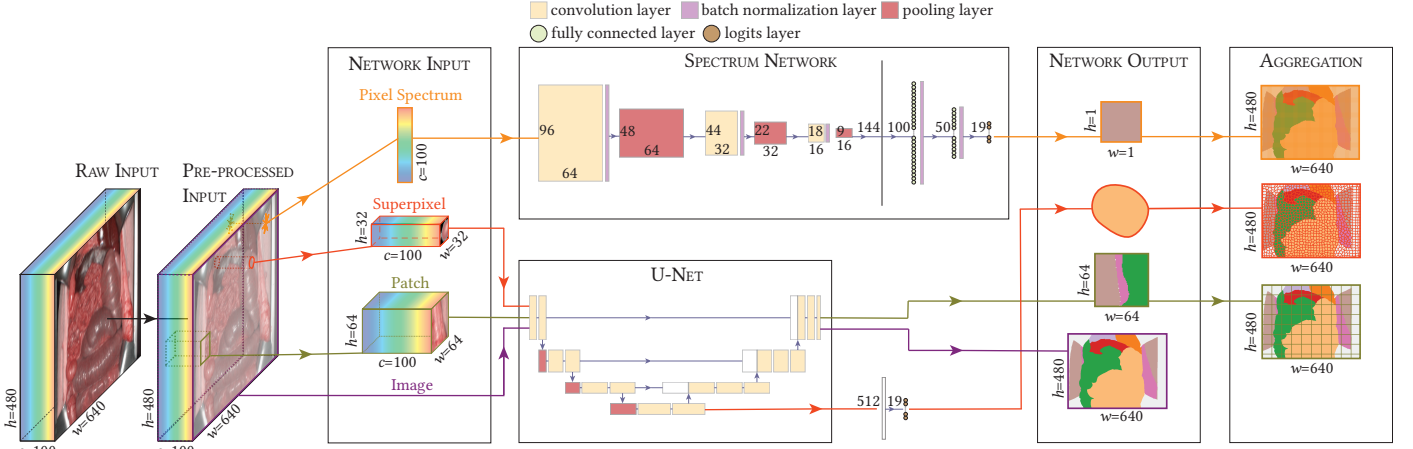 convolution layer batch normalization layer pooling layer
fully connected layer logits layer
NETWORK INPUT
SPECTRUM NETWORK
NETWORK OUTPUT
AGGREGATION
Pixel Spectrum
c=100
96
64
48
64
44
32
22
32
18
16
9
16
144
100
50
19
h=1
w=1
h=480
w=640
RAW INPUT
PRE-PROCESSED
INPUT
Superpixel
h=32
c=100
w=32
h=480
w=640
U-NET
Patch
h=64
c=100
w=64
h=64
w=64
h=480
w=640
Image
512
19
h=480
w=640
h=480
w=640
h=480
w=640